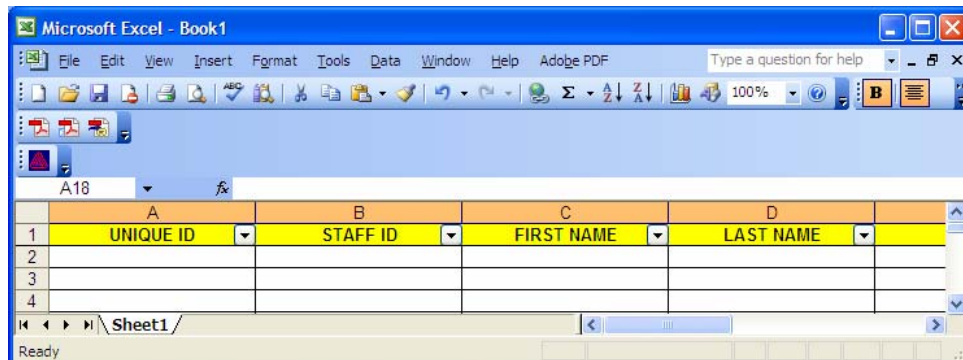 Microsoft Excel - Book1
File Edit View Insert Format Tools Data Window Help Adobe PDF Type a question for help
ABC Σ A Z Z A 100% B
A18 fx
A B C D
1 UNIQUE ID STAFF ID FIRST NAME LAST NAME
2
3
4
Sheet1
Ready